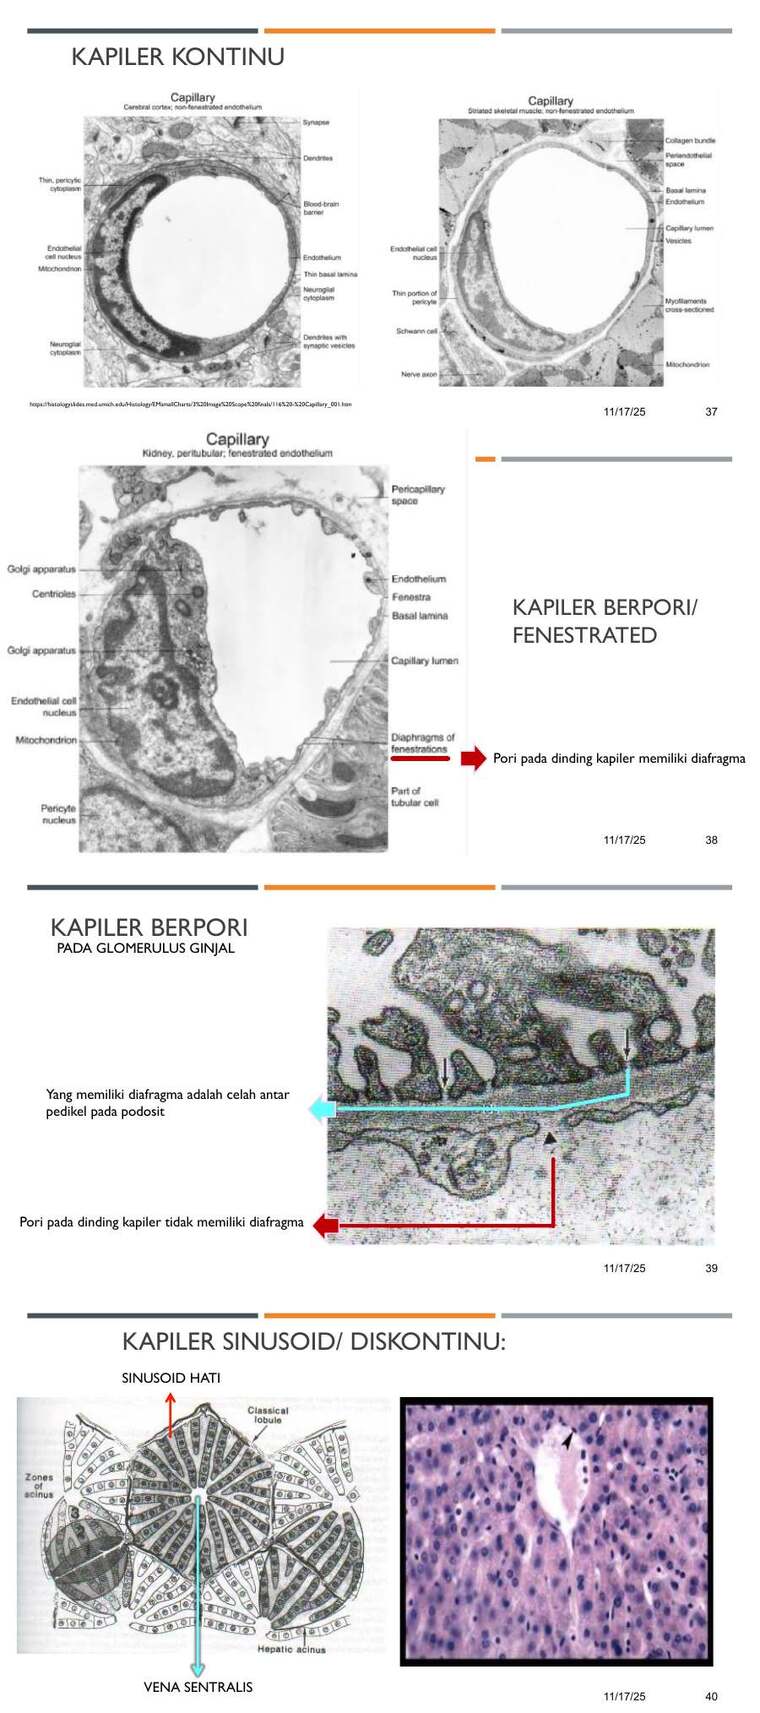 KAPILER KONTINU
Capillary
Cerebral cortex; non-fenestrated endothelium
Synapse
Dendrites
Thin, pericytic
cytoplasm
Blood-brain
barrier
Endothelial
cell nucleus
Mitochondrion
Endothelium
Thin basal lamina
Neuroglial
cytoplasm
Neuroglial
cytoplasm
Dendrites with
synaptic vesicles
Capillary
Striated skeletal muscle; non-fenestrated endothelium
Collagen bundle
Periendothelial
space
Basal lamina
Endothelium
Capillary lumen
Vesicles
Endothelial cell
nucleus
Thin portion of
pericyte
Schwann cell
Nerve axon
Myofilaments
cross-sectioned
Mitochondrion
11/17/25
37
Capillary
Kidney, peritubular; fenestrated endothelium
Pericapillary
space
Golgi apparatus
Centrioles
Endothelium
Fenestra
Basal lamina
Golgi apparatus
Capillary lumen
Endothelial cell
nucleus
Mitochondrion
Diaphragms of
fenestrations
Pericyte
nucleus
Part of
tubular cell
KAPILER BERPORI/
FENESTRATED
Pori pada dinding kapiler memiliki diafragma
11/17/25
38
KAPILER BERPORI
PADA GLOMERULUS GINJAL
Yang memiliki diafragma adalah celah antar
pedikel pada podosit
Pori pada dinding kapiler tidak memiliki diafragma
11/17/25
39
KAPILER SINUSOID/ DISKONTINU:
SINUSOID HATI
Classical
lobule
Zones
of
acinus
3
Hepatic acinus
VENA SENTRALIS
11/17/25
40